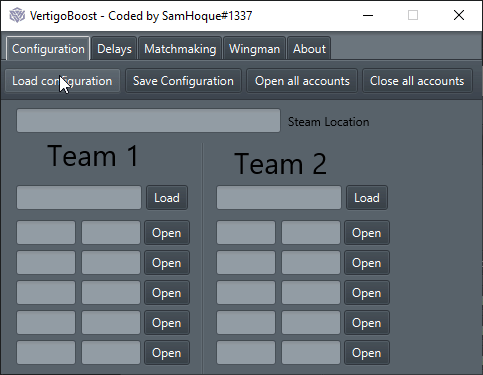 VertigoBoost - Coded by SamHoque#1337
Configuration Delays Matchmaking Wingman About
Load configuration Save Configuration Open all accounts Close all accounts
Steam Location
Team 1 Team 2
Load Load
Open Open
Open Open
Open Open
Open Open
Open Open